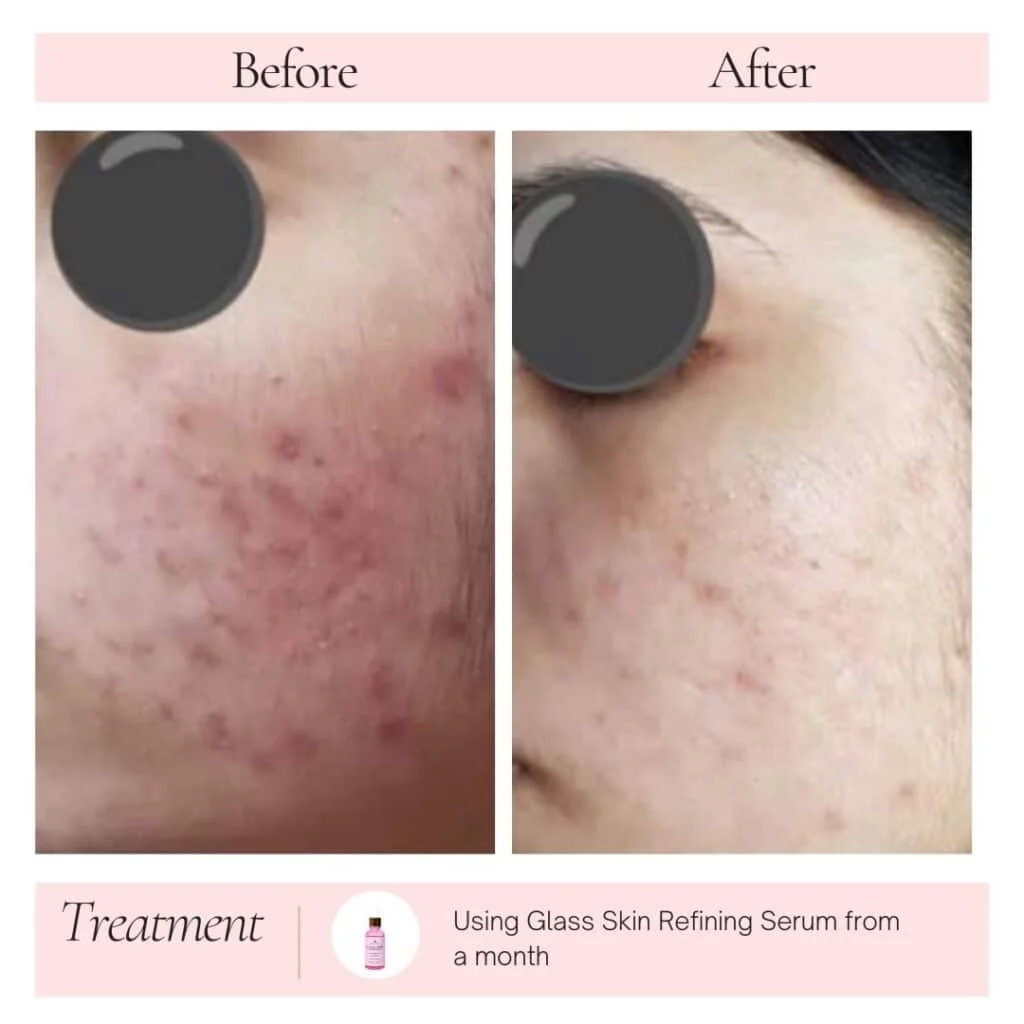 Before
After
Treatment
Using Glass Skin Refining Serum from
a month